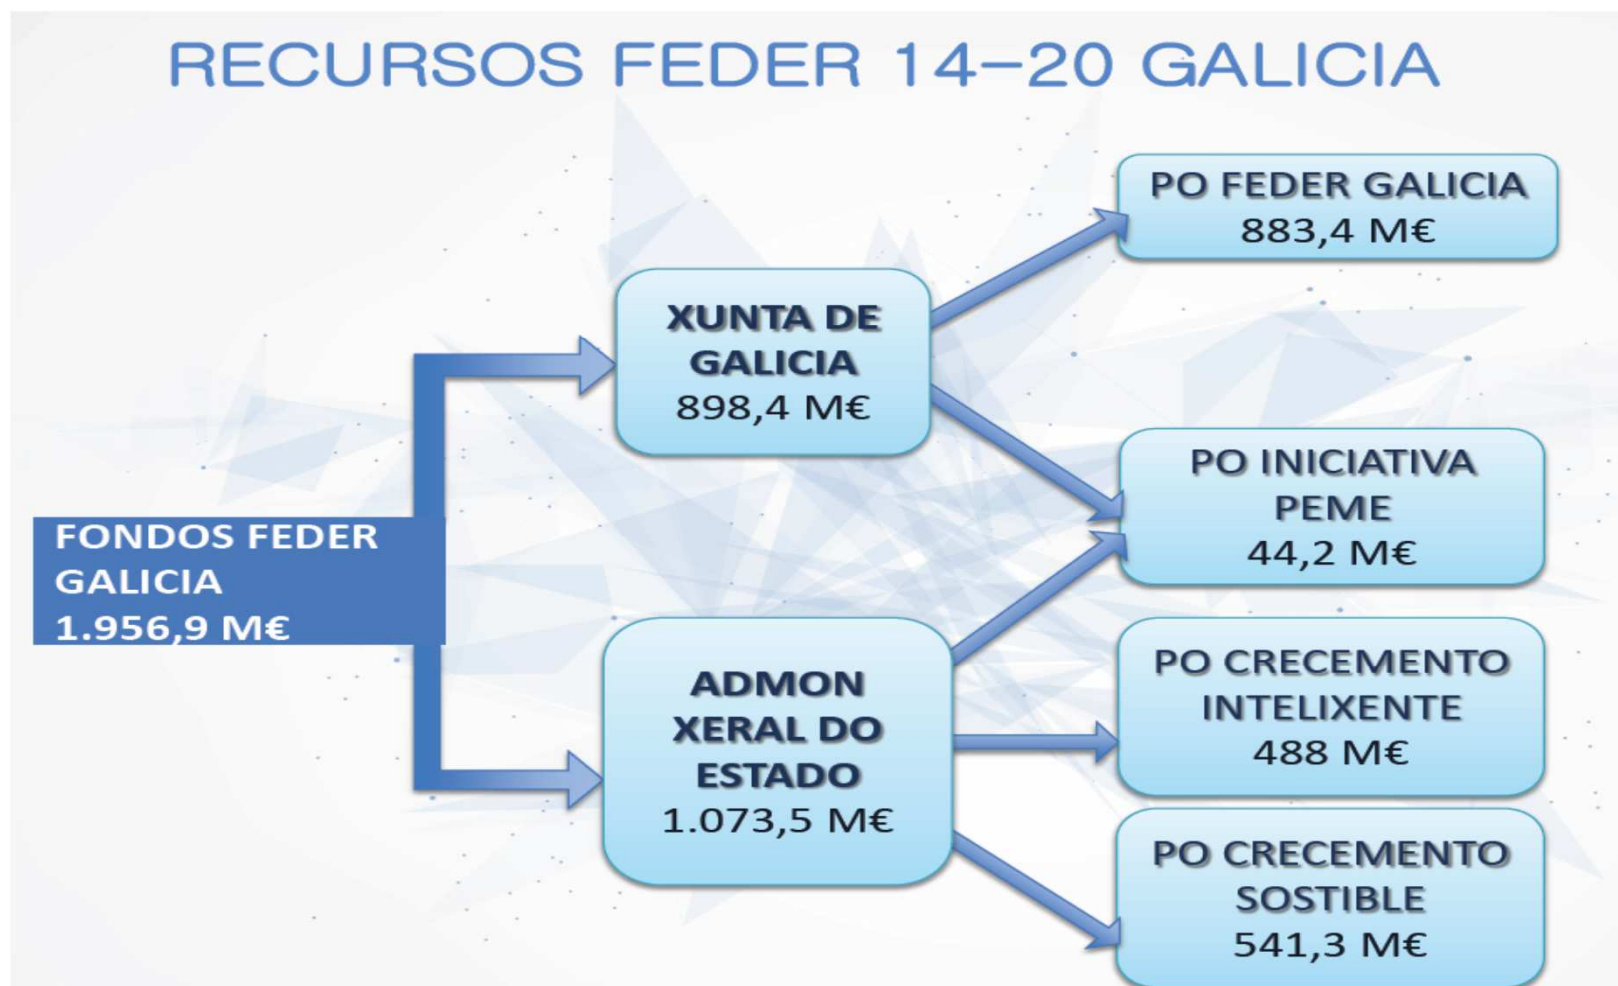 RECURSOS FEDER 14-20 GALICIA
PO FEDER GALICIA
883,4 M€
XUNTA DE
GALICIA
898,4 M€
PO INICIATIVA
PEME
44,2 M€
FONDOS FEDER
GALICIA
1.956,9 M€
ADMON
XERAL DO
ESTADO
1.073,5 M€
PO CRECEMENTO
INTELIXENTE
488 M€
PO CRECEMENTO
SOSTIBLE
541,3 M€